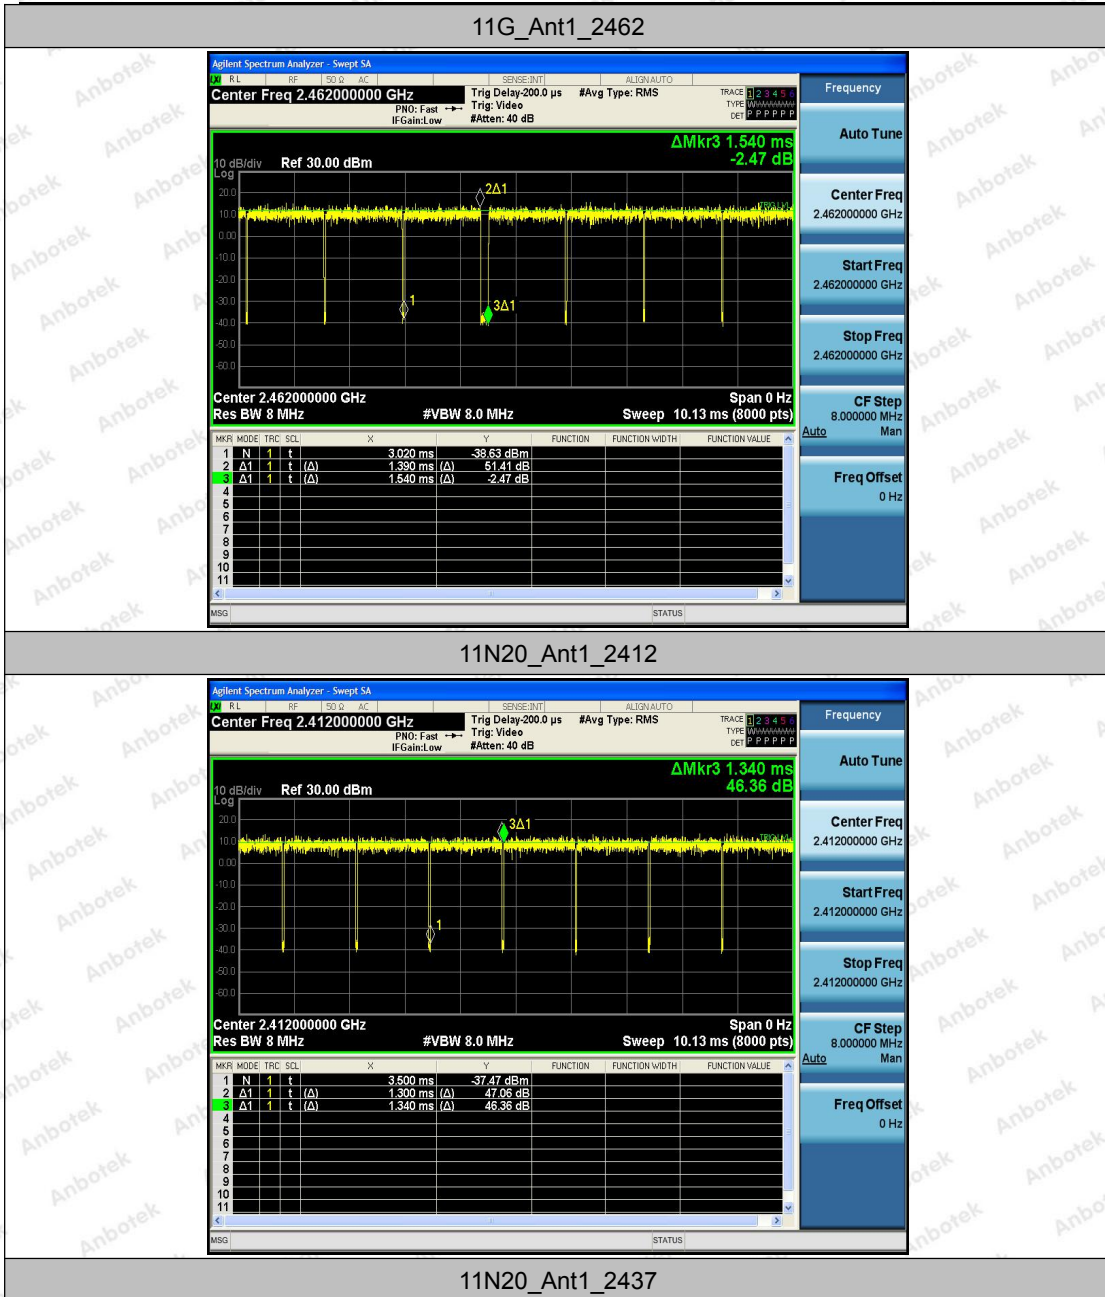 11G_Ant1_2462
Agilent Spectrum Analyzer - Swept SA
LXI RL RF 50 Ω AC SENSE:INT ALIGNAUTO
Center Freq 2.462000000 GHz
PNO: Fast
IFGain:Low
Trig Delay-200.0 µs
Trig: Video
#Atten: 40 dB
#Avg Type: RMS
TRACE 1 2 3 4 5 6
TYPE
DET P P P P P P
ΔMkr3 1.540 ms
-2.47 dB
10 dB/div Ref 30.00 dBm
Log
20.0
10.0
0.00
-10.0
-20.0
-30.0
-40.0
-50.0
-60.0
2Δ1
TRIG LVL
1
3Δ1
Center 2.462000000 GHz Span 0 Hz
Res BW 8 MHz #VBW 8.0 MHz Sweep 10.13 ms (8000 pts)
MKR MODE TRC SCL X Y FUNCTION FUNCTION WIDTH FUNCTION VALUE
1 N 1 t 3.020 ms -38.63 dBm
2 Δ1 1 t (Δ) 1.390 ms (Δ) 51.41 dB
3 Δ1 1 t (Δ) 1.540 ms (Δ) -2.47 dB
4
5
6
7
8
9
10
11
MSG STATUS
Frequency
Auto Tune
Center Freq
2.462000000 GHz
Start Freq
2.462000000 GHz
Stop Freq
2.462000000 GHz
CF Step
8.000000 MHz
Auto Man
Freq Offset
0 Hz
11N20_Ant1_2412
Agilent Spectrum Analyzer - Swept SA
LXI RL RF 50 Ω AC SENSE:INT ALIGNAUTO
Center Freq 2.412000000 GHz
PNO: Fast
IFGain:Low
Trig Delay-200.0 µs
Trig: Video
#Atten: 40 dB
#Avg Type: RMS
TRACE 1 2 3 4 5 6
TYPE
DET P P P P P P
ΔMkr3 1.340 ms
46.36 dB
10 dB/div Ref 30.00 dBm
Log
20.0
10.0
0.00
-10.0
-20.0
-30.0
-40.0
-50.0
-60.0
3Δ1
TRIG LVL
1
Center 2.412000000 GHz Span 0 Hz
Res BW 8 MHz #VBW 8.0 MHz Sweep 10.13 ms (8000 pts)
MKR MODE TRC SCL X Y FUNCTION FUNCTION WIDTH FUNCTION VALUE
1 N 1 t 3.500 ms -37.47 dBm
2 Δ1 1 t (Δ) 1.300 ms (Δ) 47.06 dB
3 Δ1 1 t (Δ) 1.340 ms (Δ) 46.36 dB
4
5
6
7
8
9
10
11
MSG STATUS
Frequency
Auto Tune
Center Freq
2.412000000 GHz
Start Freq
2.412000000 GHz
Stop Freq
2.412000000 GHz
CF Step
8.000000 MHz
Auto Man
Freq Offset
0 Hz
11N20_Ant1_2437